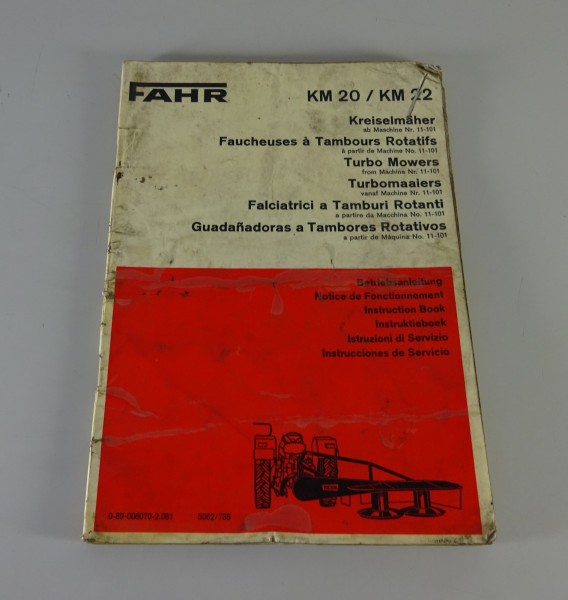 FAHR
KM 20 / KM 22
Kreiselmäher
ab Maschine Nr. 11-101
Faucheuses à Tambours Rotatifs
à partir de Machine No. 11-101
Turbo Mowers
from Machine Nr. 11-101
Turbomaaiers
vanaf Machine Nr. 11-101
Falciatrici a Tamburi Rotanti
a partire da Macchina No. 11-101
Guadañadoras a Tambores Rotativos
a partir de Máquina No. 11-101
Betriebsanleitung
Notice de Fonctionnement
Instruction Book
Instruktieboek
Istruzioni di Servizio
Instrucciones de Servicio